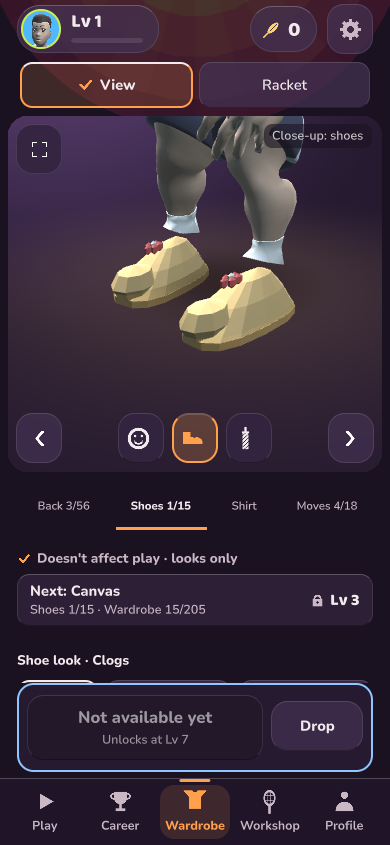 Lv 1
0
View
Racket
Close-up: shoes
Back 3/56
Shoes 1/15
Shirt
Moves 4/18
Doesn't affect play · looks only
Next: Canvas
Shoes 1/15 · Wardrobe 15/205
Lv 3
Shoe look · Clogs
Not available yet
Unlocks at Lv 7
Drop
Play
Career
Wardrobe
Workshop
Profile